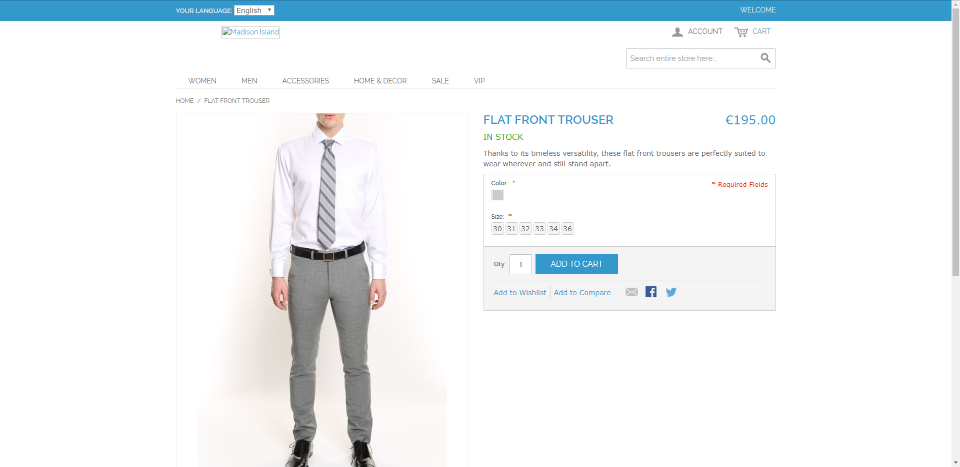 YOUR LANGUAGE: English
WELCOME
Madison Island
ACCOUNT
CART
Search entire store here...
WOMEN MEN ACCESSORIES HOME & DECOR SALE VIP
HOME / FLAT FRONT TROUSER
FLAT FRONT TROUSER
€195.00
IN STOCK
Thanks to its timeless versatility, these flat front trousers are perfectly suited to
wear wherever and still stand apart.
Color: *
* Required Fields
Size: *
30 31 32 33 34 36
Qty: 1 ADD TO CART
Add to Wishlist | Add to Compare